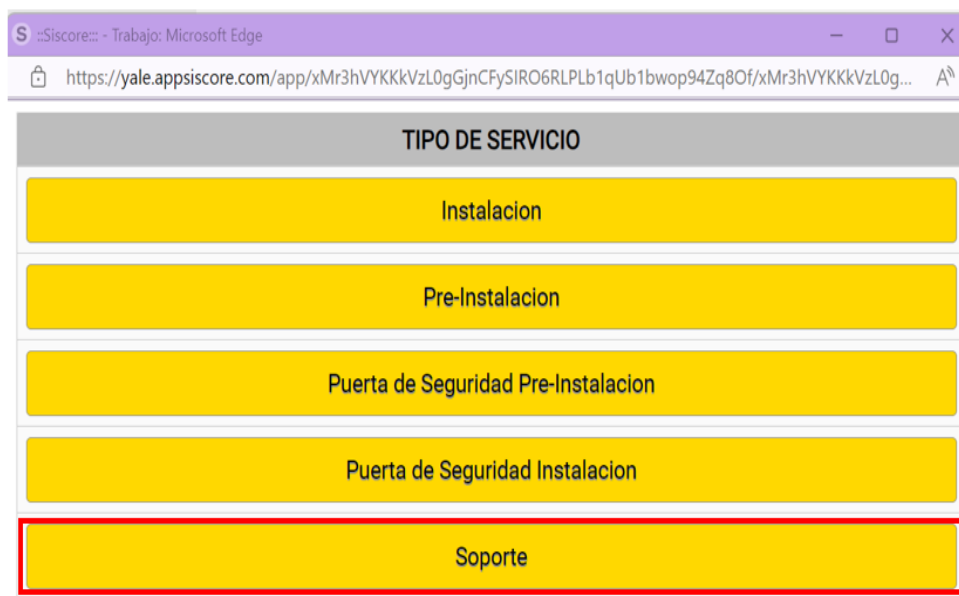 S ::Siscore::: - Trabajo: Microsoft Edge
https://yale.appsiscore.com/app/xMr3hVYKKkVzL0gGjnCFySIRO6RLPLb1qUb1bwop94Zq8Of/xMr3hVYKKkVzL0g... A
TIPO DE SERVICIO
Instalacion
Pre-Instalacion
Puerta de Seguridad Pre-Instalacion
Puerta de Seguridad Instalacion
Soporte